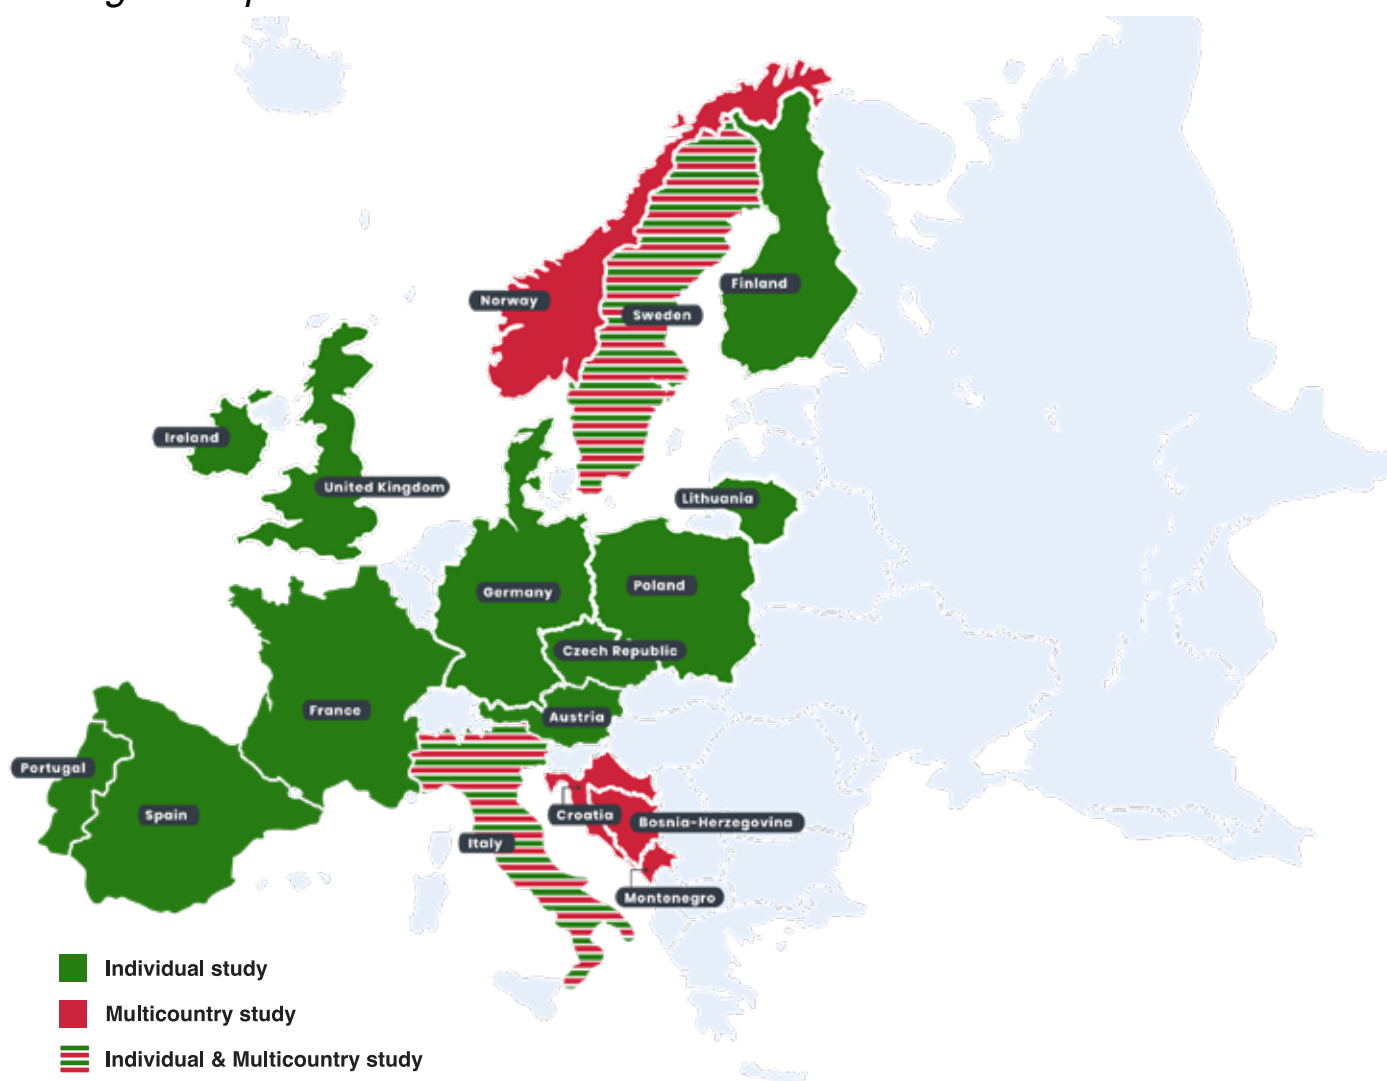 Norway
Finland
Sweden
Ireland
United Kingdom
Lithuania
Germany
Poland
Czech Republic
France
Austria
Portugal
Spain
Croatia
Bosnia-Herzegovina
Italy
Montenegro
Individual study
Multicountry study
Individual & Multicountry study